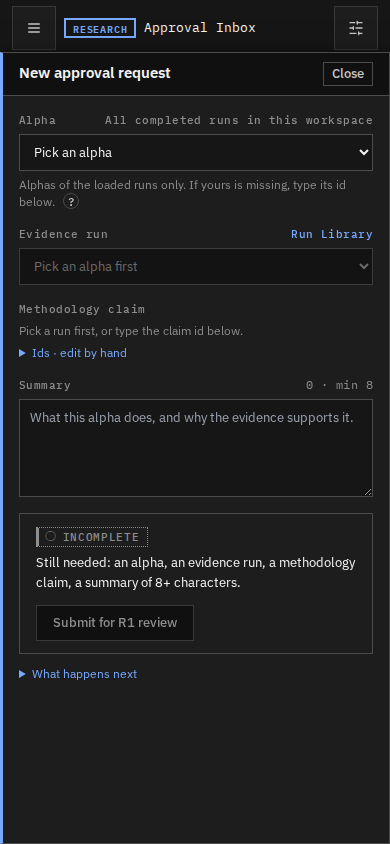 RESEARCH Approval Inbox
New approval request Close
Alpha All completed runs in this workspace
Pick an alpha
Alphas of the loaded runs only. If yours is missing, type its id
below. ?
Evidence run Run Library
Pick an alpha first
Methodology claim
Pick a run first, or type the claim id below.
Ids · edit by hand
Summary 0 · min 8
What this alpha does, and why the evidence supports it.
INCOMPLETE
Still needed: an alpha, an evidence run, a methodology
claim, a summary of 8+ characters.
Submit for R1 review
What happens next